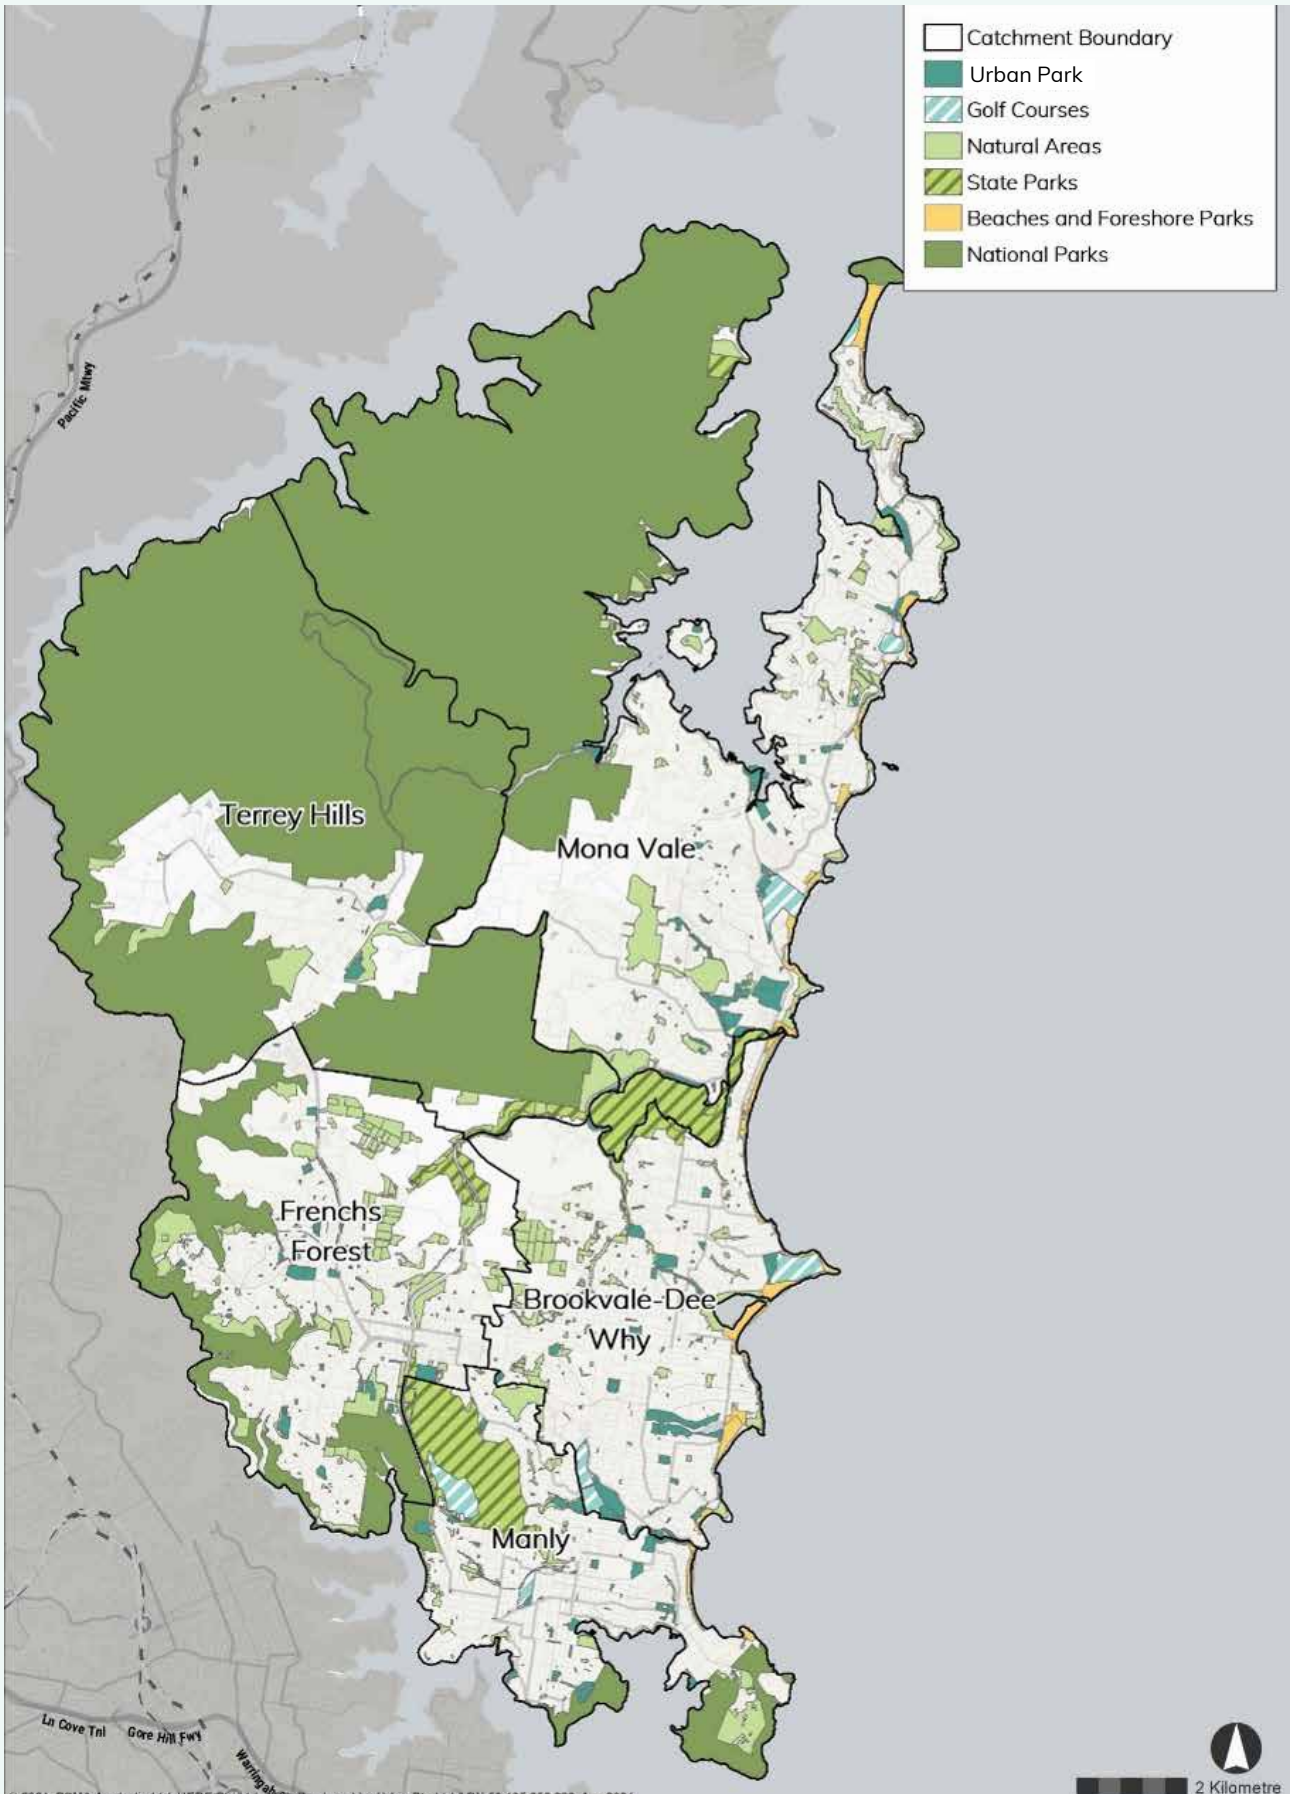 Catchment Boundary
Urban Park
Golf Courses
Natural Areas
State Parks
Beaches and Foreshore Parks
National Parks
Pacific Mtwy
Terrey Hills
Mona Vale
Frenchs
Forest
Brookvale-Dee
Why
Manly
Ln Cove Tnl
Gore Hill Fwy
2 Kilometre